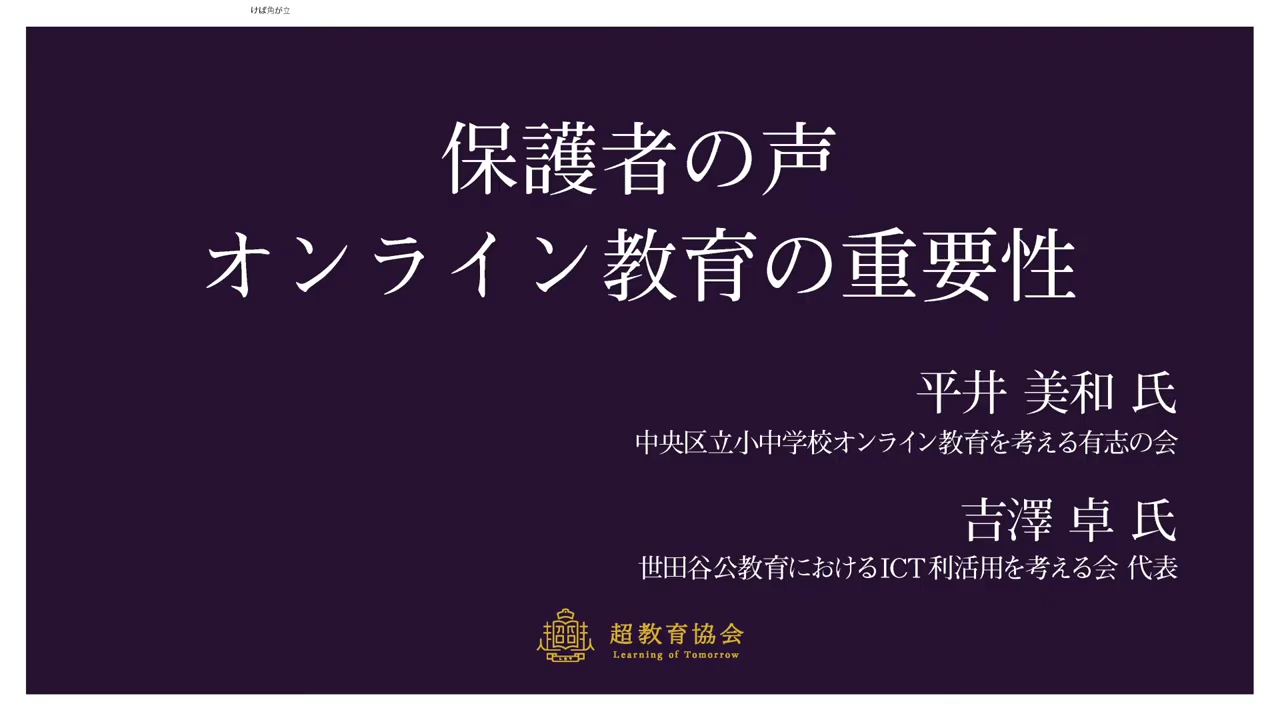 けば角が立
保護者の声
オンライン教育の重要性
平井 美和 氏
中央区立小中学校オンライン教育を考える有志の会
吉澤 卓 氏
世田谷公教育におけるICT利活用を考える会 代表
超教育協会
Learning of Tomorrow